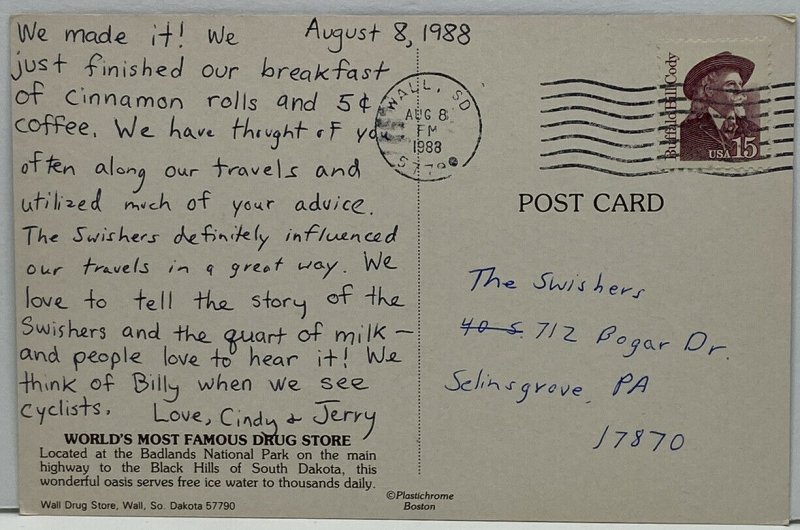 We made it! We
August 8, 1988
just finished our breakfast
of cinnamon rolls and 5¢
coffee. We have thought of yo
often along our travels and
utilized much of your advice.
The Swishers definitely influenced
our travels in a great way. We
love to tell the story of the
Swishers and the quart of milk —
and people love to hear it! We
think of Billy when we see
cyclists. Love, Cindy & Jerry
WORLD'S MOST FAMOUS DRUG STORE
Located at the Badlands National Park on the main
highway to the Black Hills of South Dakota, this
wonderful oasis serves free ice water to thousands daily.
Wall Drug Store, Wall, So. Dakota 57790
©Plastichrome
Boston
WALL, SD
AUG 8
PM
1988
5779
Buffalo Bill Cody
USA 15
POST CARD
The Swishers
40 S. 712 Bogar Dr.
Selinsgrove, PA
17870